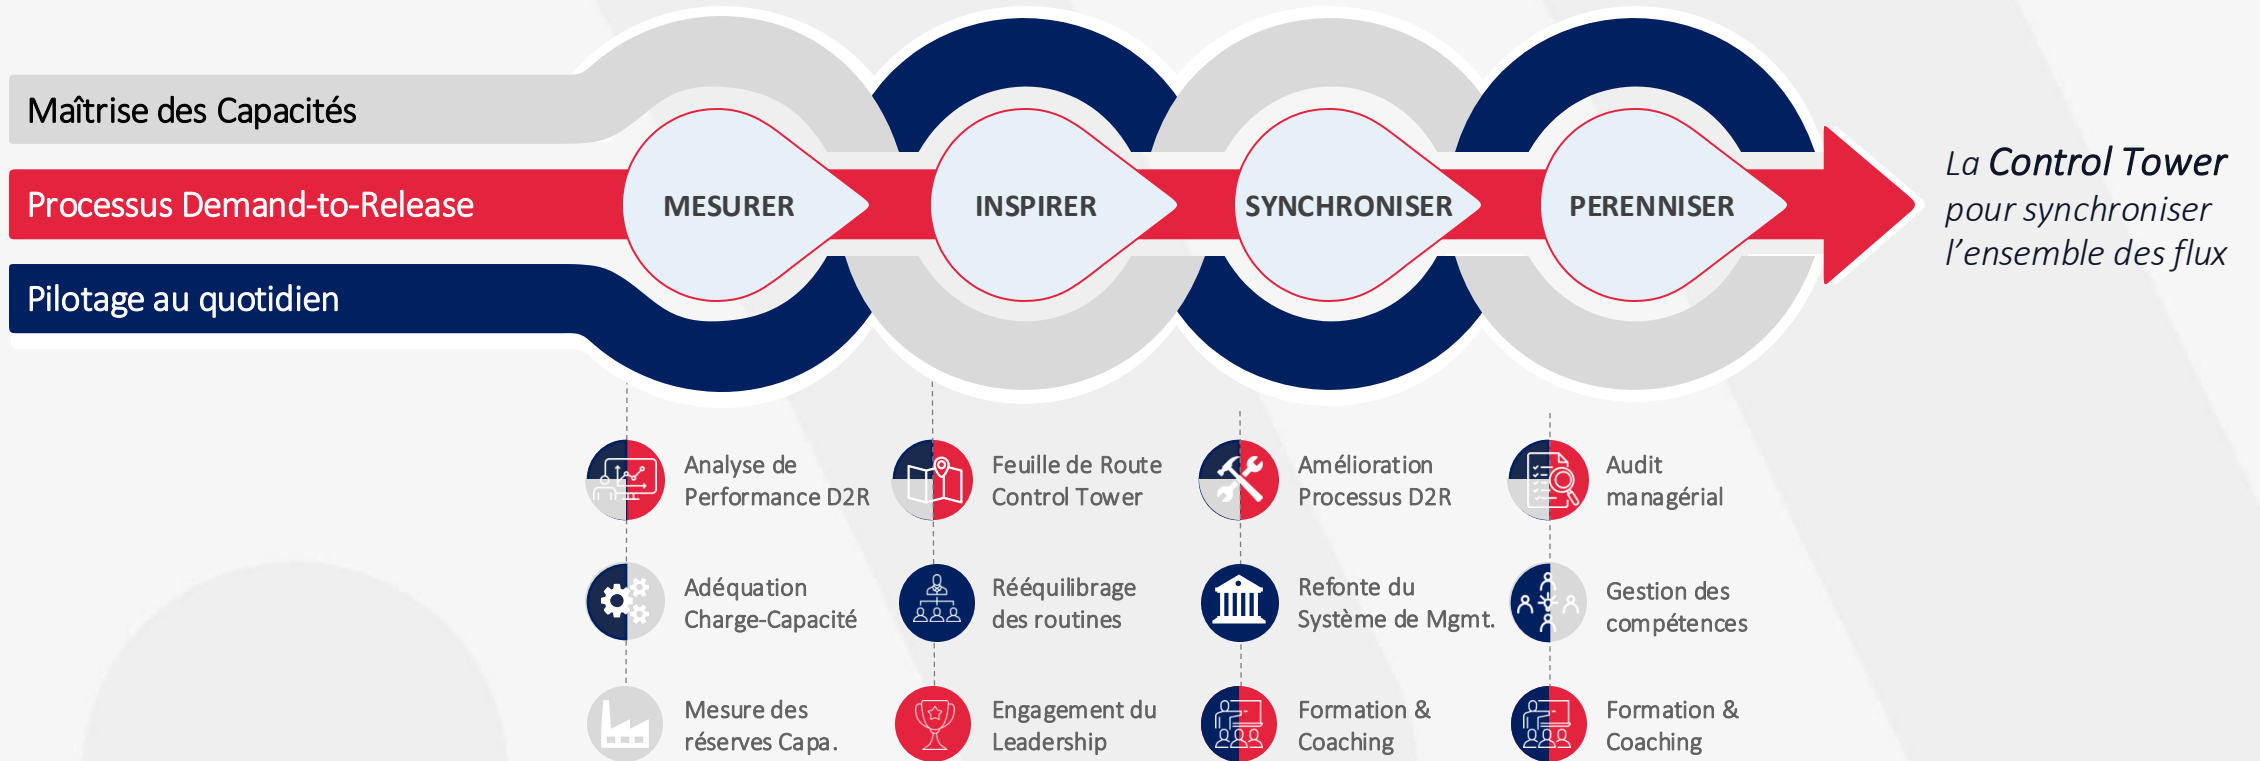 Maîtrise des Capacités
Processus Demand-to-Release
Pilotage au quotidien
MESURER
INSPIRER
SYNCHRONISER
PERENNISER
La Control Tower
pour synchroniser
l’ensemble des flux
Analyse de
Performance D2R
Adéquation
Charge-Capacité
Mesure des
réserves Capa.
Feuille de Route
Control Tower
Rééquilibrage
des routines
Engagement du
Leadership
Amélioration
Processus D2R
Refonte du
Système de Mgmt.
Formation &
Coaching
Audit
managérial
Gestion des
compétences
Formation &
Coaching